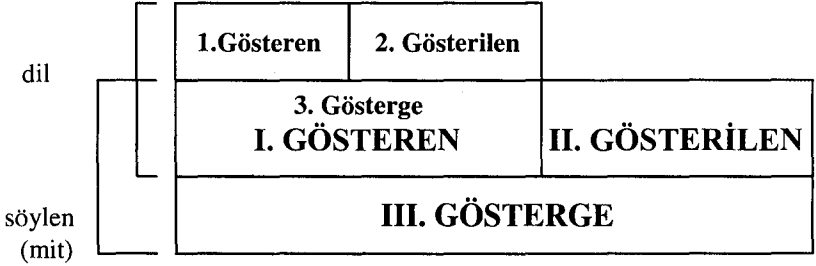 1.Gösteren 2. Gösterilen
dil
3. Gösterge
I. GÖSTEREN II. GÖSTERİLEN
söylen III. GÖSTERGE
(mit)